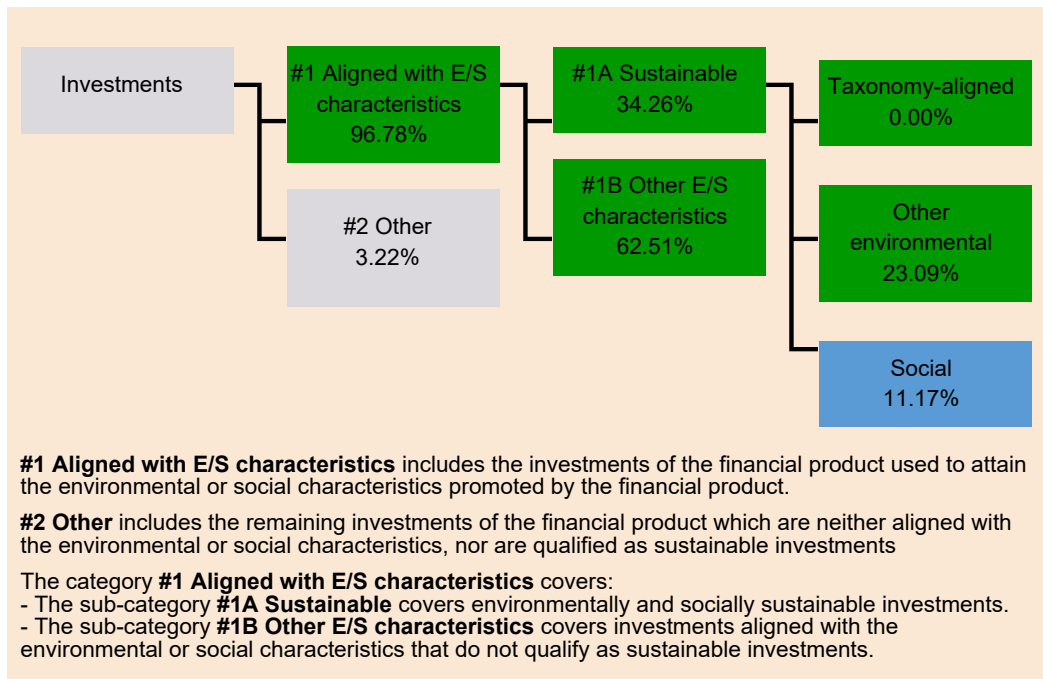 Investments
#1 Aligned with E/S
characteristics
96.78%
#2 Other
3.22%
#1A Sustainable
34.26%
#1B Other E/S
characteristics
62.51%
Taxonomy-aligned
0.00%
Other
environmental
23.09%
Social
11.17%
#1 Aligned with E/S characteristics includes the investments of the financial product used to attain
the environmental or social characteristics promoted by the financial product.
#2 Other includes the remaining investments of the financial product which are neither aligned with
the environmental or social characteristics, nor are qualified as sustainable investments
The category #1 Aligned with E/S characteristics covers:
- The sub-category #1A Sustainable covers environmentally and socially sustainable investments.
- The sub-category #1B Other E/S characteristics covers investments aligned with the
environmental or social characteristics that do not qualify as sustainable investments.